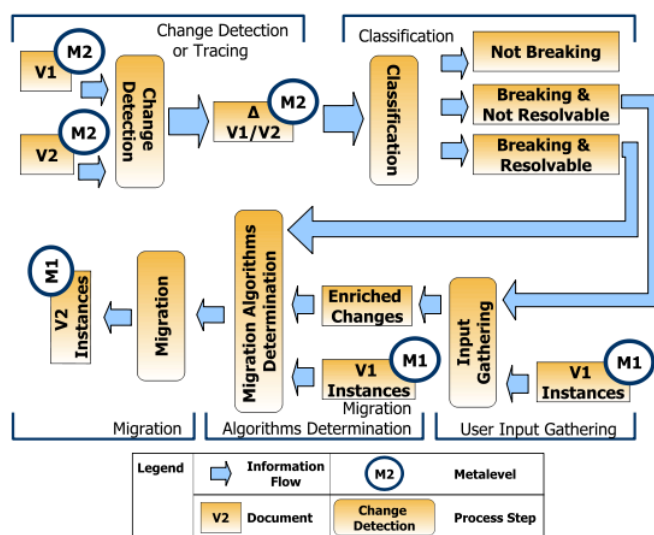 Change Detection
or Tracing
Classification
V1
M2
V2
M2
Change
Detection
Δ
V1/V2
M2
Classification
Not Breaking
Breaking &
Not Resolvable
Breaking &
Resolvable
M1
V2
Instances
Migration
Migration Algorithms
Determination
Enriched
Changes
V1
Instances
M1
Input
Gathering
V1
Instances
M1
Migration
Migration
Algorithms Determination
User Input Gathering
Legend
Information
Flow
M2
Metalevel
V2
Document
Change
Detection
Process Step